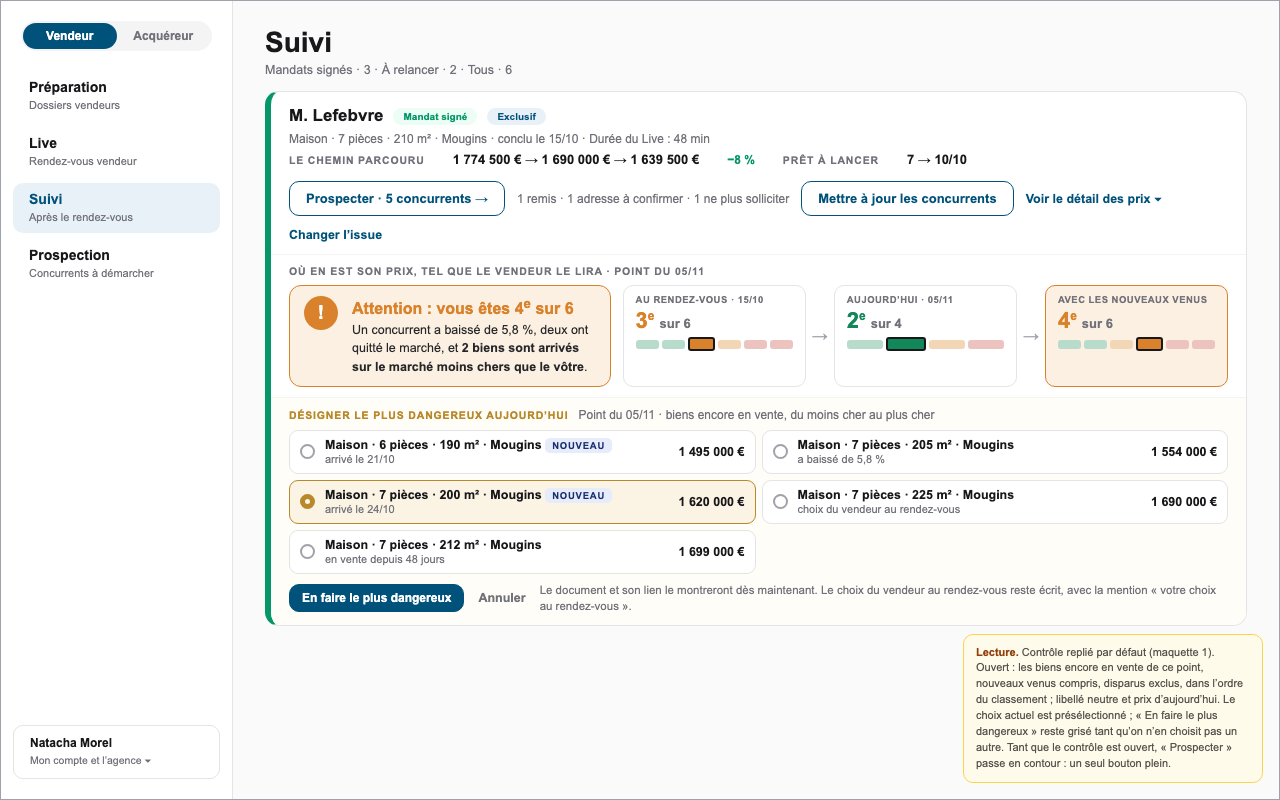 Vendeur
Acquéreur
Préparation
Dossiers vendeurs
Live
Rendez-vous vendeur
Suivi
Après le rendez-vous
Prospection
Concurrents à démarcher
Natacha Morel
Mon compte et l'agence
Suivi
Mandats signés · 3 · À relancer · 2 · Tous · 6
M. Lefebvre Mandat signé Exclusif
Maison · 7 pièces · 210 m² · Mougins · conclu le 15/10 · Durée du Live : 48 min
LE CHEMIN PARCOURU 1 774 500 € → 1 690 000 € → 1 639 500 € −8 % PRÊT À LANCER 7 → 10/10
Prospecter · 5 concurrents → 1 remis · 1 adresse à confirmer · 1 ne plus solliciter Mettre à jour les concurrents Voir le détail des prix
Changer l'issue
OÙ EN EST SON PRIX, TEL QUE LE VENDEUR LE LIRA · POINT DU 05/11
!
Attention : vous êtes 4e sur 6
Un concurrent a baissé de 5,8 %, deux ont
quitté le marché, et 2 biens sont arrivés
sur le marché moins chers que le vôtre.
AU RENDEZ-VOUS · 15/10
3e sur 6
→
AUJOURD'HUI · 05/11
2e sur 4
→
AVEC LES NOUVEAUX VENUS
4e sur 6
DÉSIGNER LE PLUS DANGEREUX AUJOURD'HUI Point du 05/11 · biens encore en vente, du moins cher au plus cher
Maison · 6 pièces · 190 m² · Mougins NOUVEAU
arrivé le 21/10
1 495 000 €
Maison · 7 pièces · 205 m² · Mougins
a baissé de 5,8 %
1 554 000 €
Maison · 7 pièces · 200 m² · Mougins NOUVEAU
arrivé le 24/10
1 620 000 €
Maison · 7 pièces · 225 m² · Mougins
choix du vendeur au rendez-vous
1 690 000 €
Maison · 7 pièces · 212 m² · Mougins
en vente depuis 48 jours
1 699 000 €
En faire le plus dangereux
Annuler
Le document et son lien le montreront dès maintenant. Le choix du vendeur au rendez-vous reste écrit, avec la mention « votre choix
au rendez-vous ».
Lecture. Contrôle replié par défaut (maquette 1).
Ouvert : les biens encore en vente de ce point,
nouveaux venus compris, disparus exclus, dans l'ordre
du classement ; libellé neutre et prix d'aujourd'hui. Le
choix actuel est présélectionné ; « En faire le plus
dangereux » reste grisé tant qu'on n'en choisit pas un
autre. Tant que le contrôle est ouvert, « Prospecter »
passe en contour : un seul bouton plein.